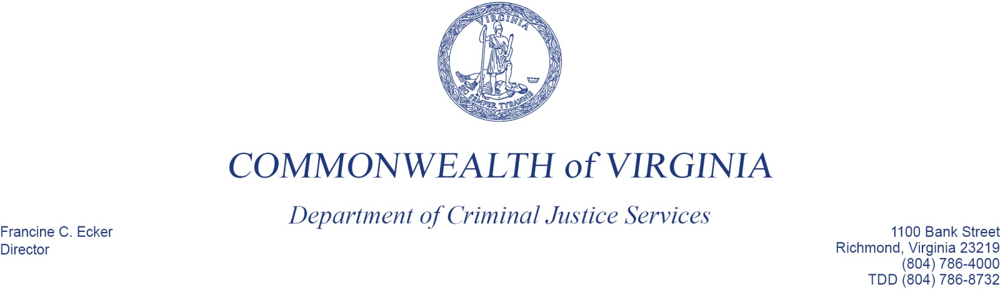 VIRGINIA
SIC SEMPER TYRANNIS
COMMONWEALTH of VIRGINIA
Department of Criminal Justice Services
Francine C. Ecker
Director
1100 Bank Street
Richmond, Virginia 23219
(804) 786-4000
TDD (804) 786-8732